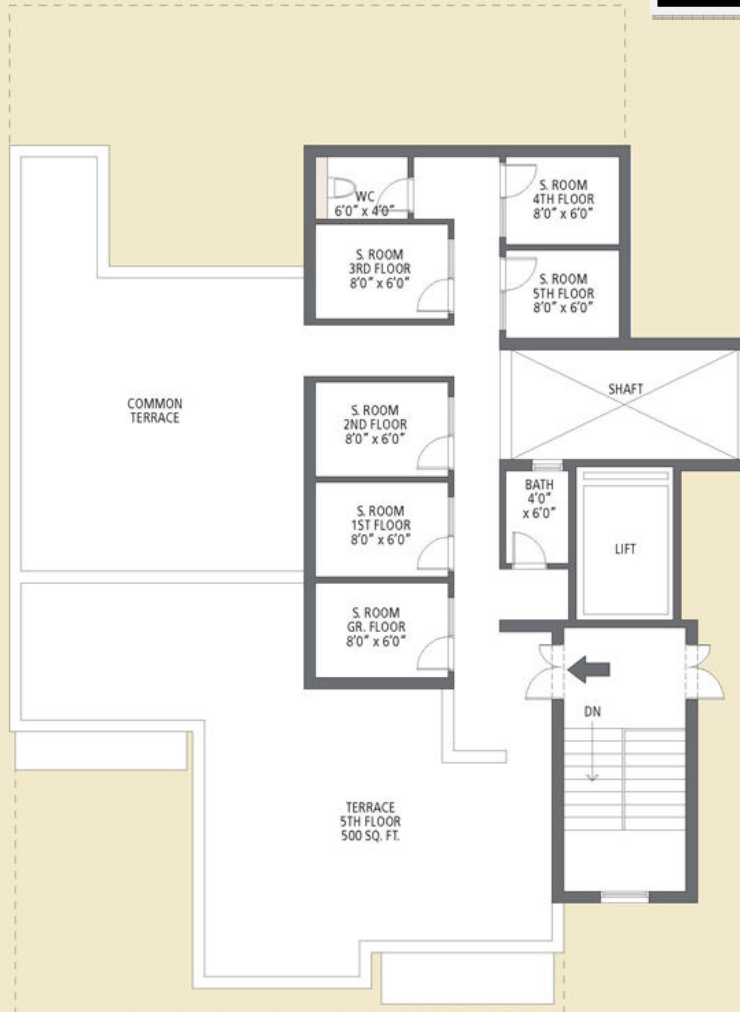 WC
6'0" x 4'0"
S. ROOM
4TH FLOOR
8'0" x 6'0"
S. ROOM
3RD FLOOR
8'0" x 6'0"
S. ROOM
5TH FLOOR
8'0" x 6'0"
COMMON
TERRACE
SHAFT
S. ROOM
2ND FLOOR
8'0" x 6'0"
BATH
4'0"
x 6'0"
S. ROOM
1ST FLOOR
8'0" x 6'0"
LIFT
S. ROOM
GR. FLOOR
8'0" x 6'0"
DN
TERRACE
5TH FLOOR
500 SQ. FT.